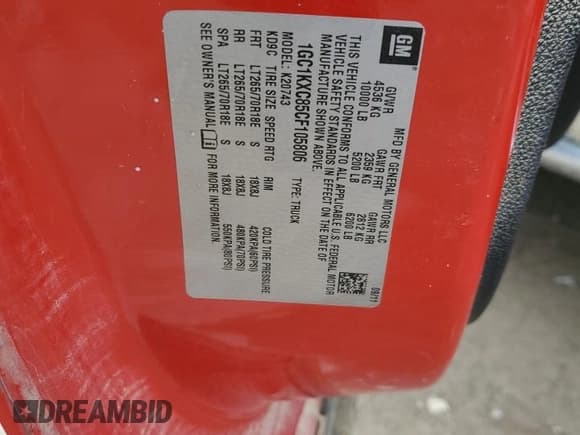 GM
MFD BY GENERAL MOTORS LLC
09/11
GVWR GAWR FRT GAWR RR
4536 KG 2359 KG 2812 KG
10000 LB 5200 LB 6200 LB
THIS VEHICLE CONFORMS TO ALL APPLICABLE U.S. FEDERAL MOTOR
VEHICLE SAFETY STANDARDS IN EFFECT ON THE DATE OF
MANUFACTURE SHOWN ABOVE.
1GC1KXC85CF105806 TYPE: TRUCK
MODEL: K20743
KD9C TIRE SIZE SPEED RTG RIM COLD TIRE PRESSURE
FRT LT265/70R18E S 18X8J 420KPA(60PSI)
RR LT265/70R18E S 18X8J 480KPA(70PSI)
SPA LT265/70R18E S 18X8J 550KPA(80PSI)
SEE OWNER'S MANUAL i FOR MORE INFORMATION.
DREAMBID